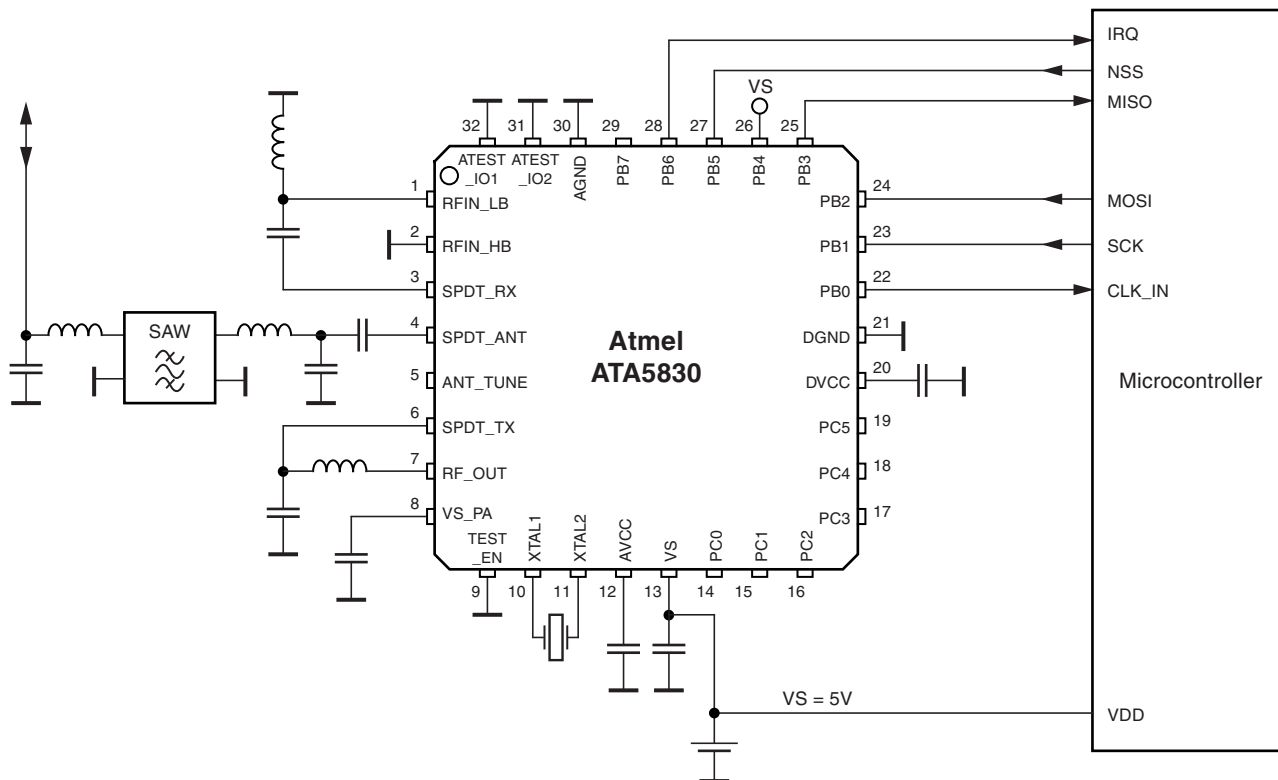 IRQ
NSS
VS
MISO
32
31
30
29
28
27
26
25
ATEST
_IO1
ATEST
_IO2
AGND
PB7
PB6
PB5
PB4
PB3
1
RFIN_LB
PB2
24
MOSI
2
RFIN_HB
PB1
23
SCK
3
SPDT_RX
PB0
22
CLK_IN
SAW
4
SPDT_ANT
Atmel
ATA5830
DGND
21
5
ANT_TUNE
DVCC
20
Microcontroller
6
SPDT_TX
PC5
19
7
RF_OUT
PC4
18
8
VS_PA
PC3
17
TEST
_EN
XTAL1
XTAL2
AVCC
VS
PC0
PC1
PC2
9
10
11
12
13
14
15
16
VS = 5V
VDD